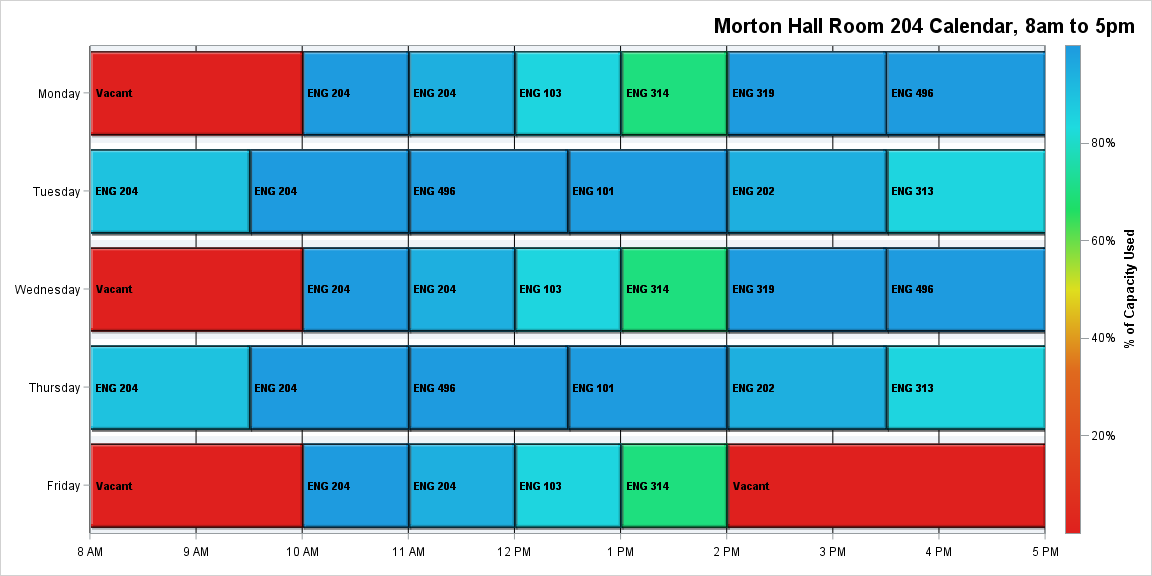 Morton Hall Room 204 Calendar, 8am to 5pm
Monday
Vacant
ENG 204
ENG 204
ENG 103
ENG 314
ENG 319
ENG 496
Tuesday
ENG 204
ENG 204
ENG 496
ENG 101
ENG 202
ENG 313
Wednesday
Vacant
ENG 204
ENG 204
ENG 103
ENG 314
ENG 319
ENG 496
Thursday
ENG 204
ENG 204
ENG 496
ENG 101
ENG 202
ENG 313
Friday
Vacant
ENG 204
ENG 204
ENG 103
ENG 314
Vacant
8 AM
9 AM
10 AM
11 AM
12 PM
1 PM
2 PM
3 PM
4 PM
5 PM
80%
60%
40%
20%
% of Capacity Used